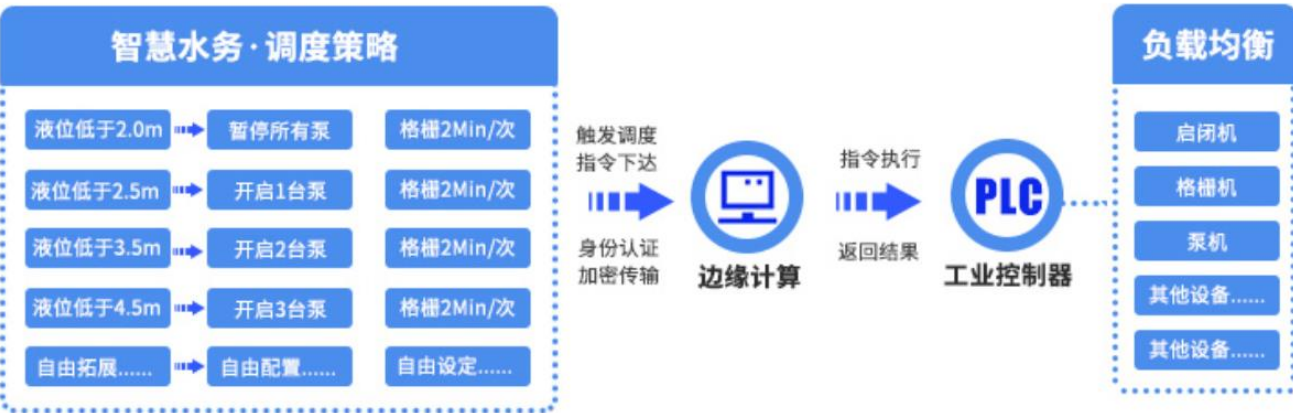 智慧水务·调度策略
液位低于2.0m
暂停所有泵
格栅2Min/次
液位低于2.5m
开启1台泵
格栅2Min/次
液位低于3.5m
开启2台泵
格栅2Min/次
液位低于4.5m
开启3台泵
格栅2Min/次
自由拓展......
自由配置......
自由设定......
触发调度
指令下达
身份认证
加密传输
边缘计算
指令执行
返回结果
PLC
工业控制器
负载均衡
启闭机
格栅机
泵机
其他设备......
其他设备......